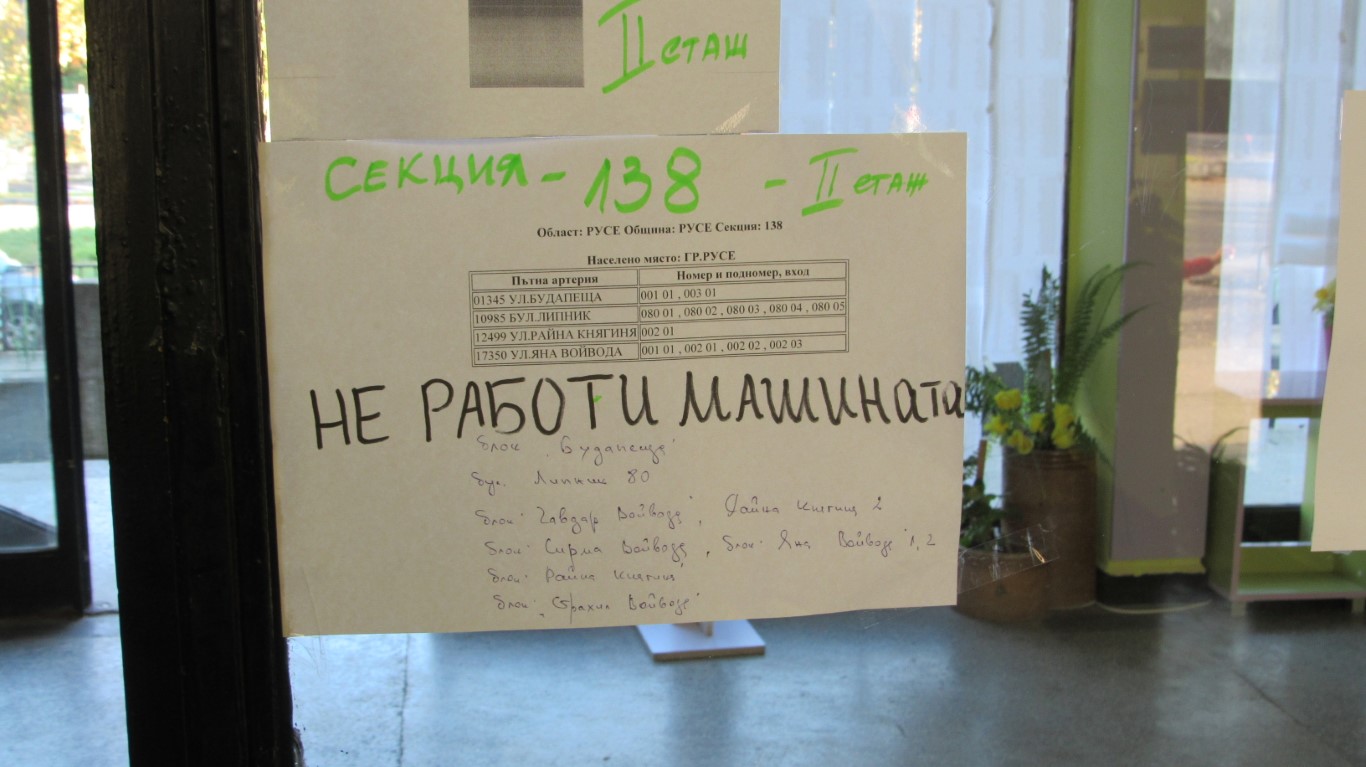 II етаж
СЕКЦИЯ - 138 - II етаж
Област: РУСЕ Община: РУСЕ Секция: 138
Населено място: ГР.РУСЕ
Пътна артерия Номер и подномер, вход
01345 УЛ.БУДАПЕЩА 001 01 , 003 01
10985 БУЛ.ЛИПНИК 080 01 , 080 02 , 080 03 , 080 04 , 080 05
12499 УЛ.РАЙНА КНЯГИНЯ 002 01
17350 УЛ.ЯНА ВОЙВОДА 001 01 , 002 01 , 002 02 , 002 03
НЕ РАБОТИ МАШИНАта
блок "Будапеща"
бул. Липник 80
блок "Чавдар Войвода", Райна Княгиня 2
блок "Сирма Войвода", блок "Яна Войвода" 1, 2
блок "Райна Княгиня"
блок "Страхил Войвода"